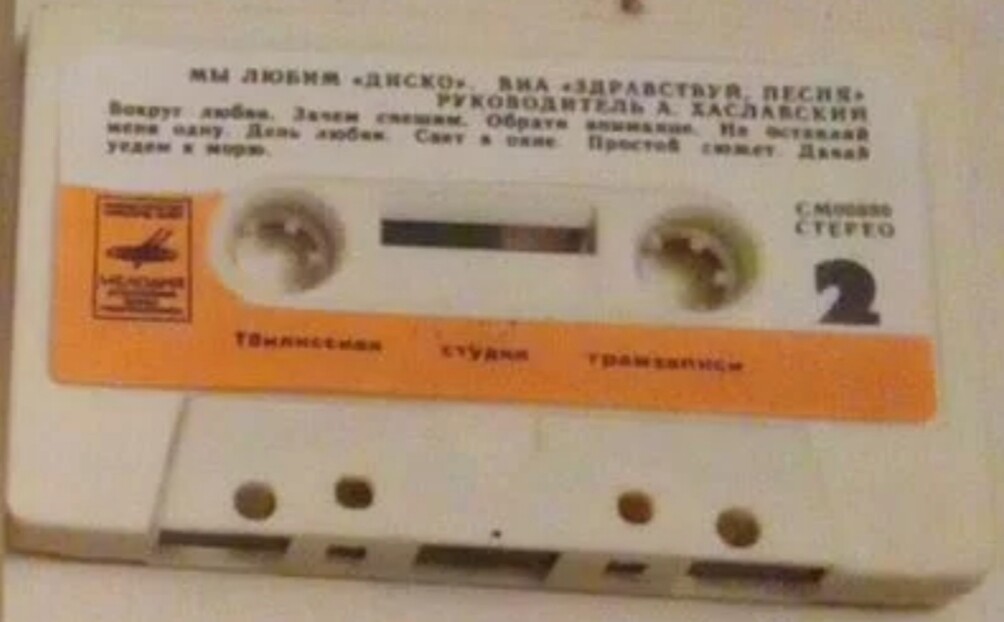 МЫ ЛЮБИМ «ДИСКО». ВИА «ЗДРАВСТВУЙ, ПЕСНЯ»
РУКОВОДИТЕЛЬ А. ХАСЛАВСКИЙ
Вокруг любви. Зачем спешим. Обрати внимание. Не оставляй
меня одну. День любви. Свет в окне. Простой сюжет. Давай
уедем к морю.
СТЕРЕО
2
МЕЛОДИЯ
Тбилисская студия грамзаписи